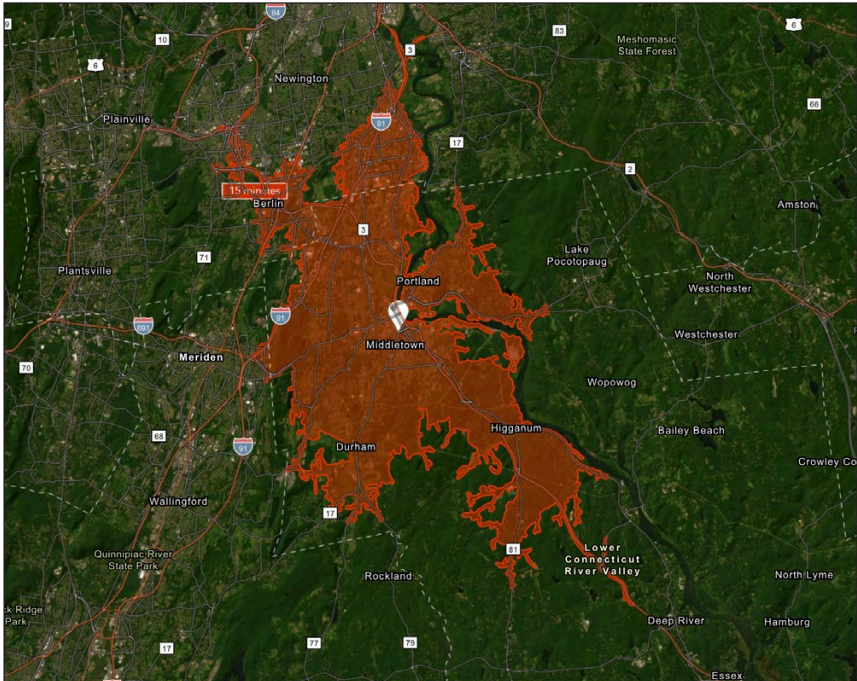 84
9
10
3
83
6
Meshomasic
State Forest
6
Newington
66
Plainville
91
17
2
15 minutes
Berlin
Amston
3
71
Lake
Pocotopaug
Plantsville
North
Westchester
Portland
691
91
Westchester
Middletown
Meriden
70
Wopowog
Higganum
Bailey Beach
68
Durham
91
Crowley Co
Wallingford
17
Quinnipiac River
State Park
81
Lower
Connecticut
River Valley
Rockland
North Lyme
ck Ridge
Park
Deep River
Hamburg
17
77
79
Essex